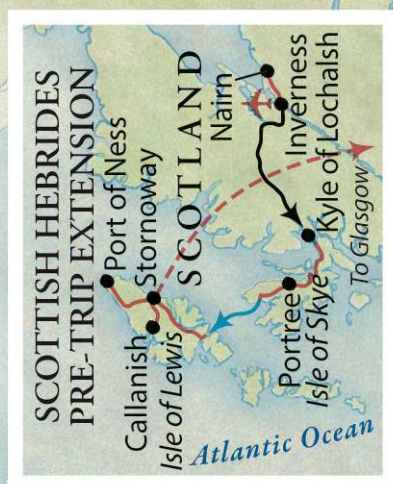 SCOTTISH HEBRIDES
PRE-TRIP EXTENSION
Port of Ness
Stornoway
Callanish
Isle of Lewis
SCOTLAND
Nairn
Inverness
Kyle of Lochalsh
To Glasgow
Portree
Isle of Skye
Atlantic Ocean